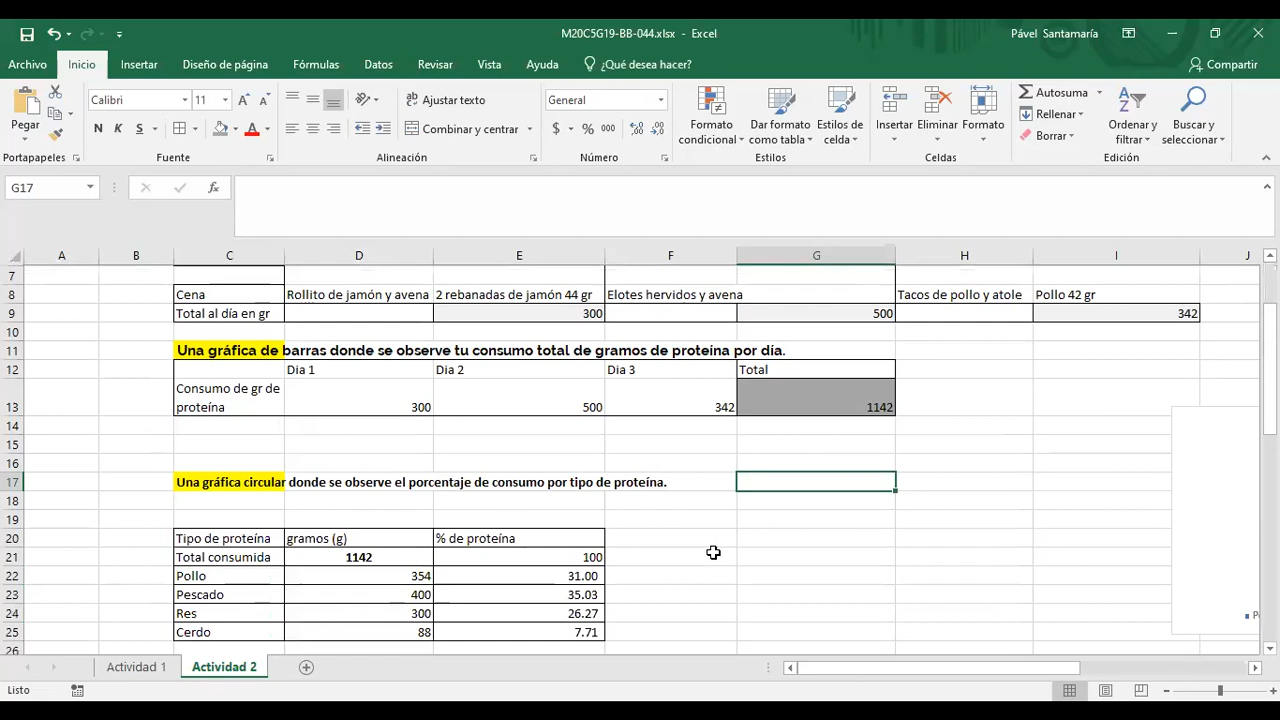 M20C5G19-BB-044.xlsx - Excel
Pável Santamaría
Archivo Inicio Insertar Diseño de página Fórmulas Datos Revisar Vista Ayuda ¿Qué desea hacer? Compartir
Pegar
Calibri 11
N K S
Ajustar texto
Combinar y centrar
General
$ % 000
Formato condicional
Dar formato como tabla
Estilos de celda
Insertar
Eliminar
Formato
Autosuma
Rellenar
Borrar
Ordenar y filtrar
Buscar y seleccionar
Portapapeles Fuente Alineación Número Estilos Celdas Edición
G17 fx
A B C D E F G H I J
7
8 Cena Rollito de jamón y avena 2 rebanadas de jamón 44 gr Elotes hervidos y avena Tacos de pollo y atole Pollo 42 gr
9 Total al día en gr 300 500 342
10
11 Una gráfica de barras donde se observe tu consumo total de gramos de proteína por día.
12 Dia 1 Dia 2 Dia 3 Total
Consumo de gr de
13 proteína 300 500 342 1142
14
15
16
17 Una gráfica circular donde se observe el porcentaje de consumo por tipo de proteína.
18
19
20 Tipo de proteína gramos (g) % de proteína
21 Total consumida 1142 100
22 Pollo 354 31.00
23 Pescado 400 35.03
24 Res 300 26.27
25 Cerdo 88 7.71
26
Actividad 1 Actividad 2
Listo